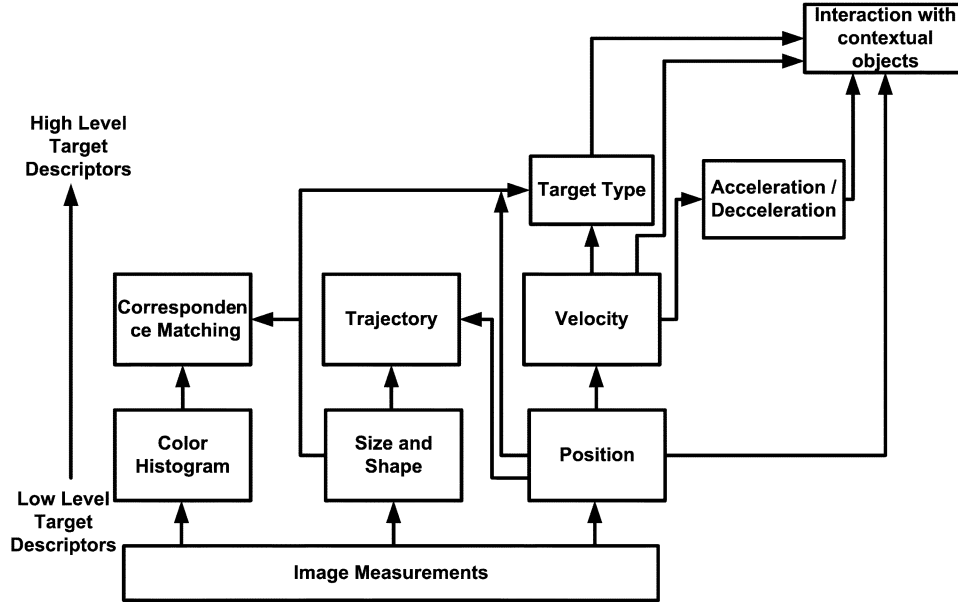 Interaction with
contextual
objects
High Level
Target
Descriptors
Target Type
Acceleration /
Decceleration
Corresponden
ce Matching
Trajectory
Velocity
Color
Histogram
Size and
Shape
Position
Low Level
Target
Descriptors
Image Measurements